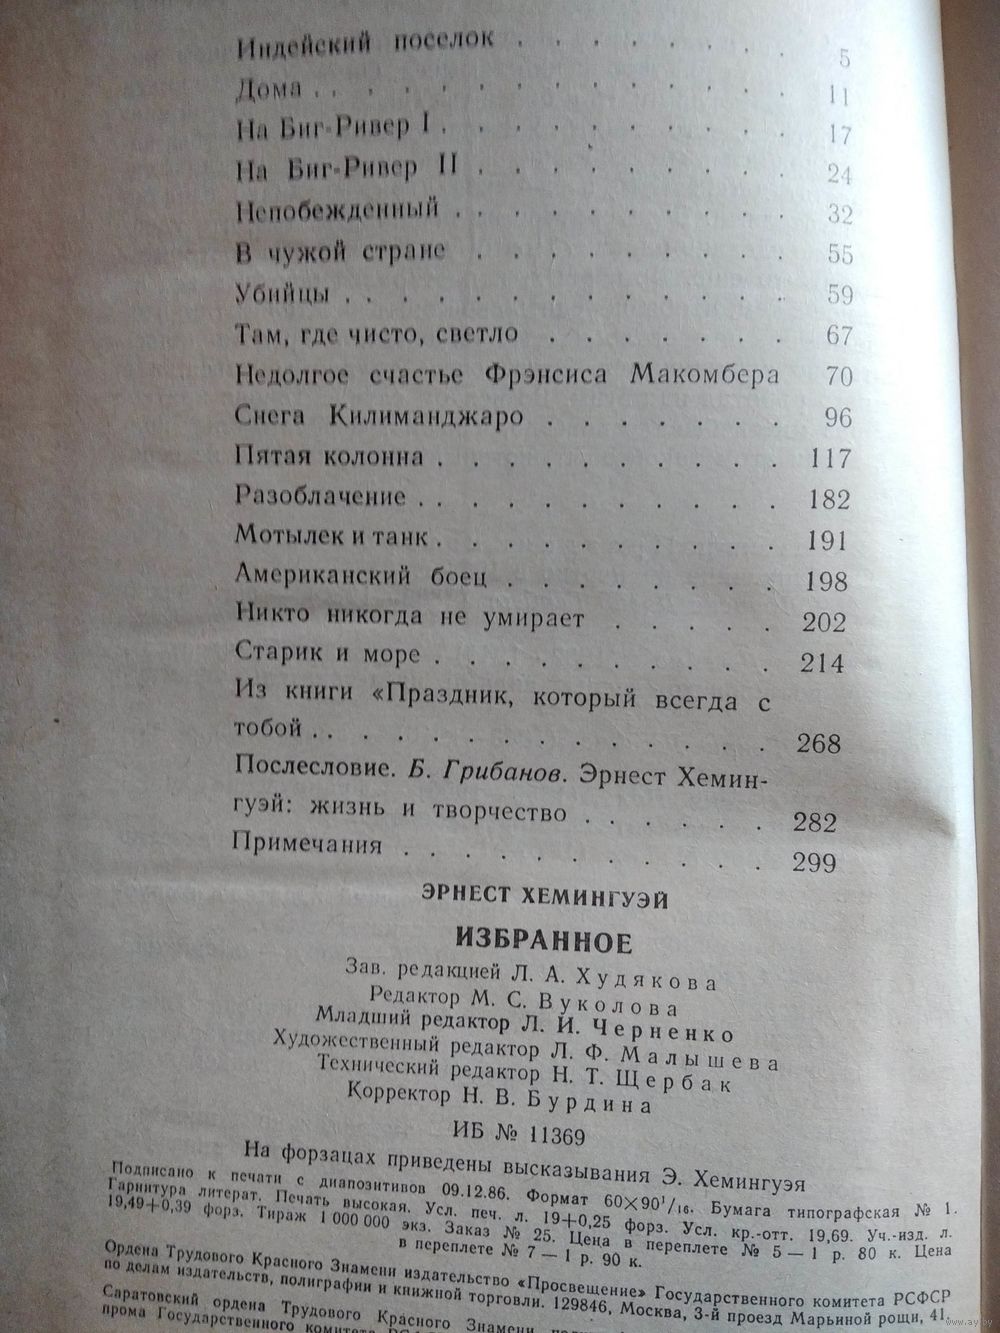 Индейский поселок . . . . . . . . 5
Дома . . . . . . . . . . . . . 11
На Биг-Ривер I . . . . . . . . . . 17
На Биг-Ривер II . . . . . . . . . 24
Непобежденный . . . . . . . . . . 32
В чужой стране . . . . . . . . . 55
Убийцы . . . . . . . . . . . . 59
Там, где чисто, светло . . . . . . . 67
Недолгое счастье Фрэнсиса Макомбера 70
Снега Килиманджаро . . . . . . . 96
Пятая колонна . . . . . . . . . . 117
Разоблачение . . . . . . . . . . 182
Мотылек и танк . . . . . . . . . . 191
Американский боец . . . . . . . . 198
Никто никогда не умирает . . . . . 202
Старик и море . . . . . . . . . . 214
Из книги «Праздник, который всегда с
тобой . . . . . . . . . . . . . 268
Послесловие. Б. Грибанов. Эрнест Хемин-
гуэй: жизнь и творчество . . . . . . 282
Примечания . . . . . . . . . . 299
ЭРНЕСТ ХЕМИНГУЭЙ
ИЗБРАННОЕ
Зав. редакцией Л. А. Худякова
Редактор М. С. Вуколова
Младший редактор Л. И. Черненко
Художественный редактор Л. Ф. Малышева
Технический редактор Н. Т. Щербак
Корректор Н. В. Бурдина
ИБ № 11369
На форзацах приведены высказывания Э. Хемингуэя
Подписано к печати с диапозитивов 09.12.86. Формат 60×90¹/₁₆. Бумага типографская № 1.
Гарнитура литерат. Печать высокая. Усл. печ. л. 19+0,25 форз. Усл. кр.-отт. 19,69. Уч.-изд. л.
19,49+0,39 форз. Тираж 1 000 000 экз. Заказ № 25. Цена в переплете № 5 — 1 р. 80 к. Цена
в переплете № 7 — 1 р. 90 к.
Ордена Трудового Красного Знамени издательство «Просвещение» Государственного комитета РСФСР
по делам издательств, полиграфии и книжной торговли. 129846, Москва, 3-й проезд Марьиной рощи, 41.
Саратовский ордена Трудового Красного Знамени
прома Государственного комитета
www.ay.by